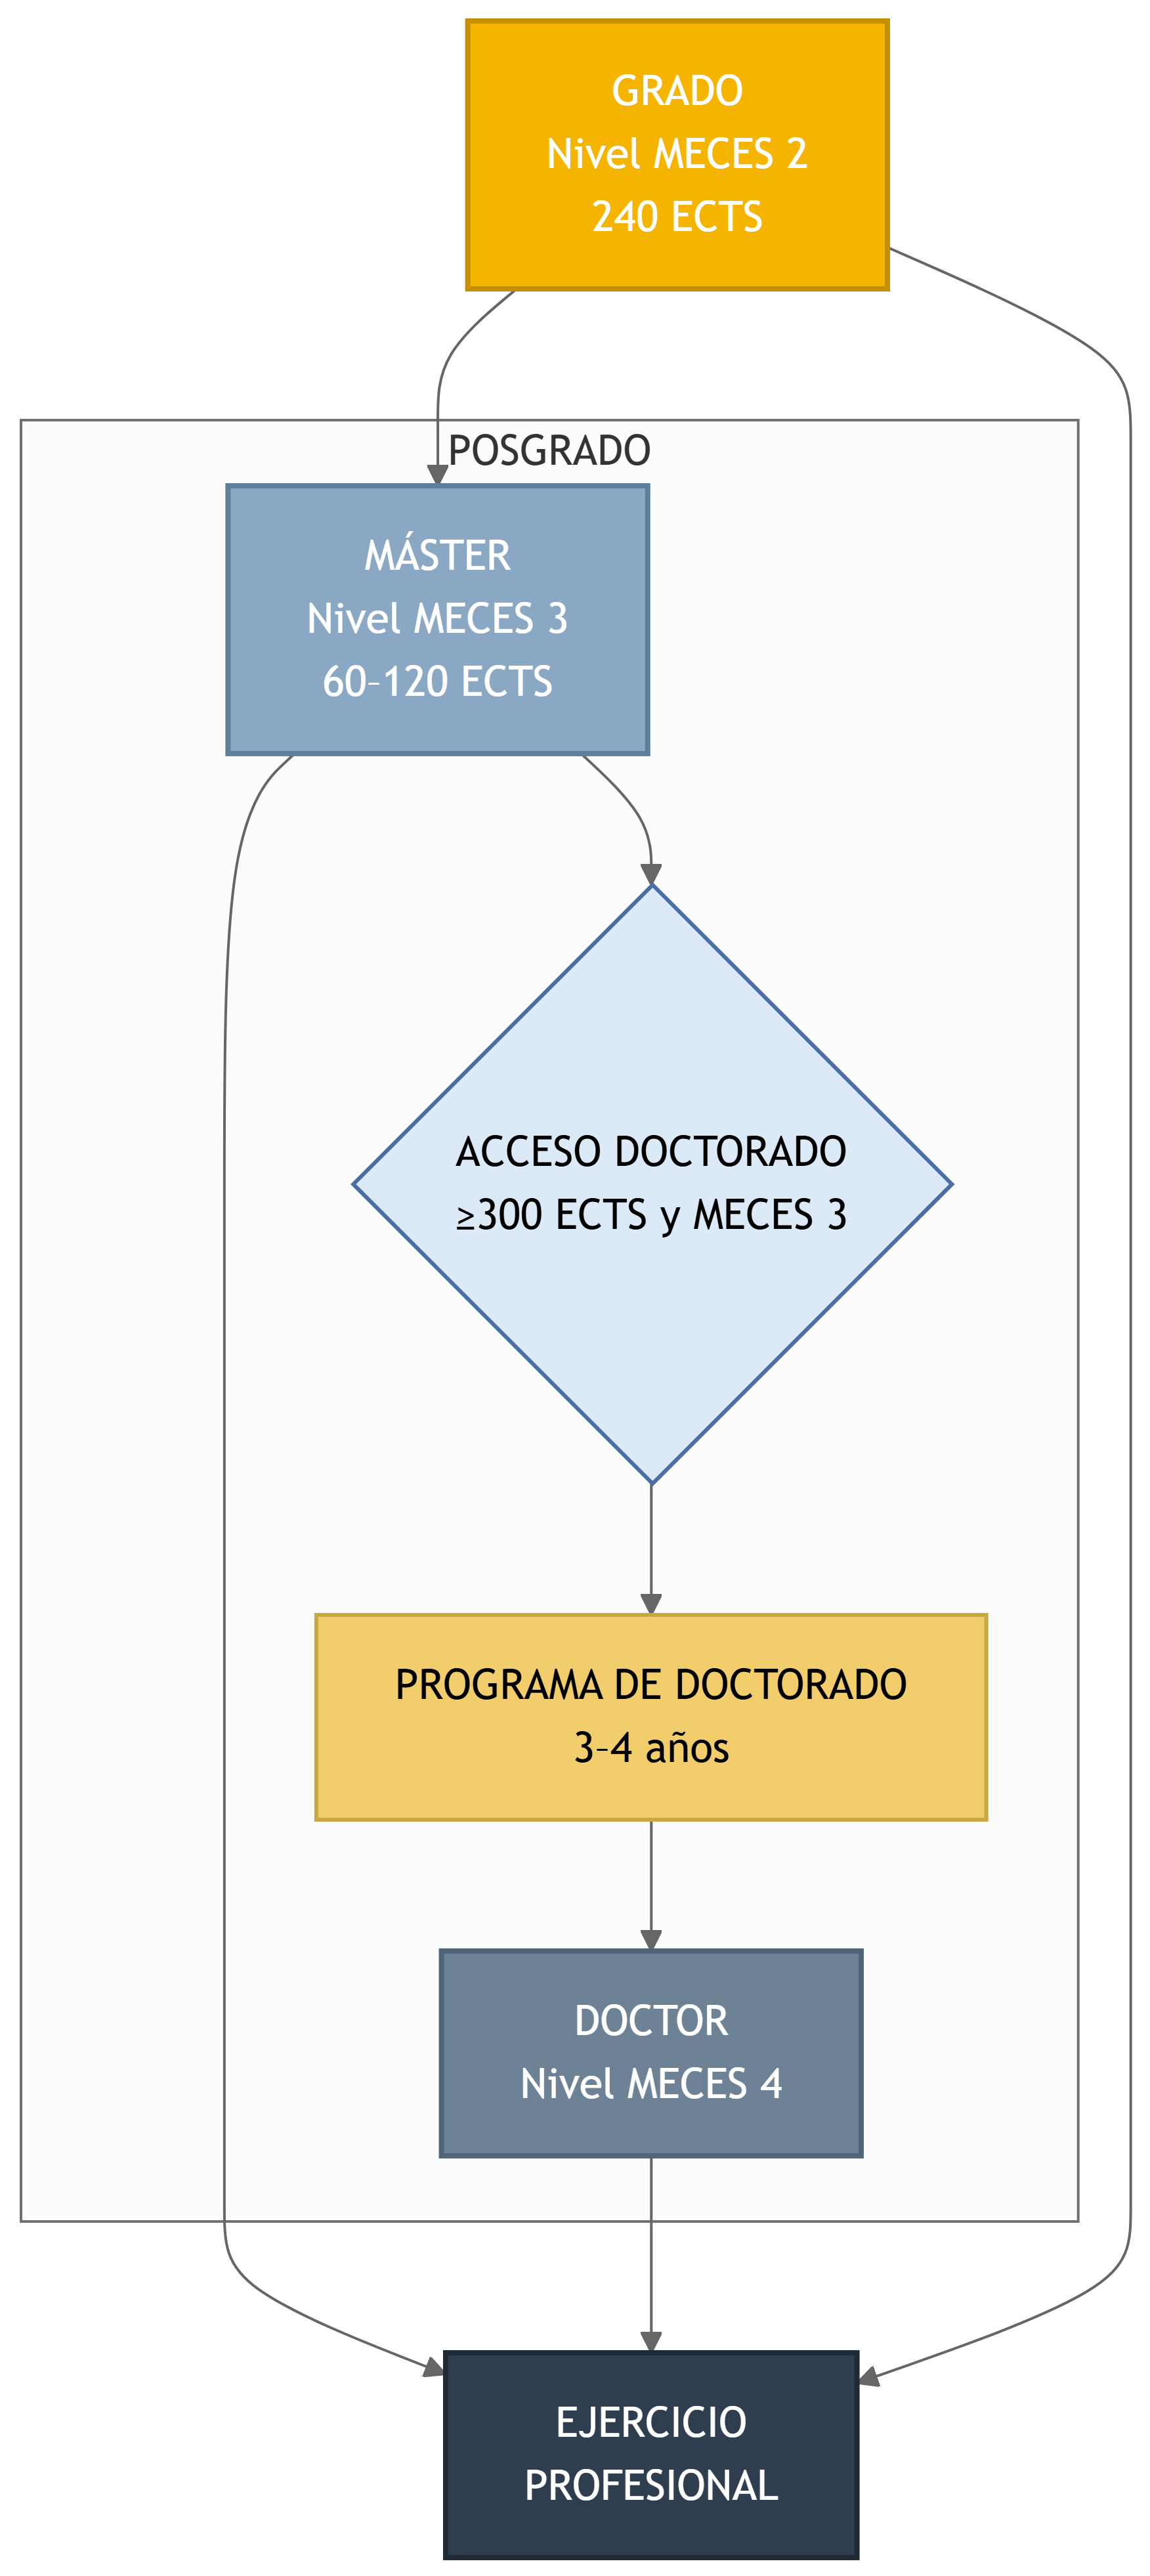 GRADO
Nivel MECES 2
240 ECTS
POSGRADO
MÁSTER
Nivel MECES 3
60–120 ECTS
ACCESO DOCTORADO
≥300 ECTS y MECES 3
PROGRAMA DE DOCTORADO
3–4 años
DOCTOR
Nivel MECES 4
EJERCICIO
PROFESIONAL